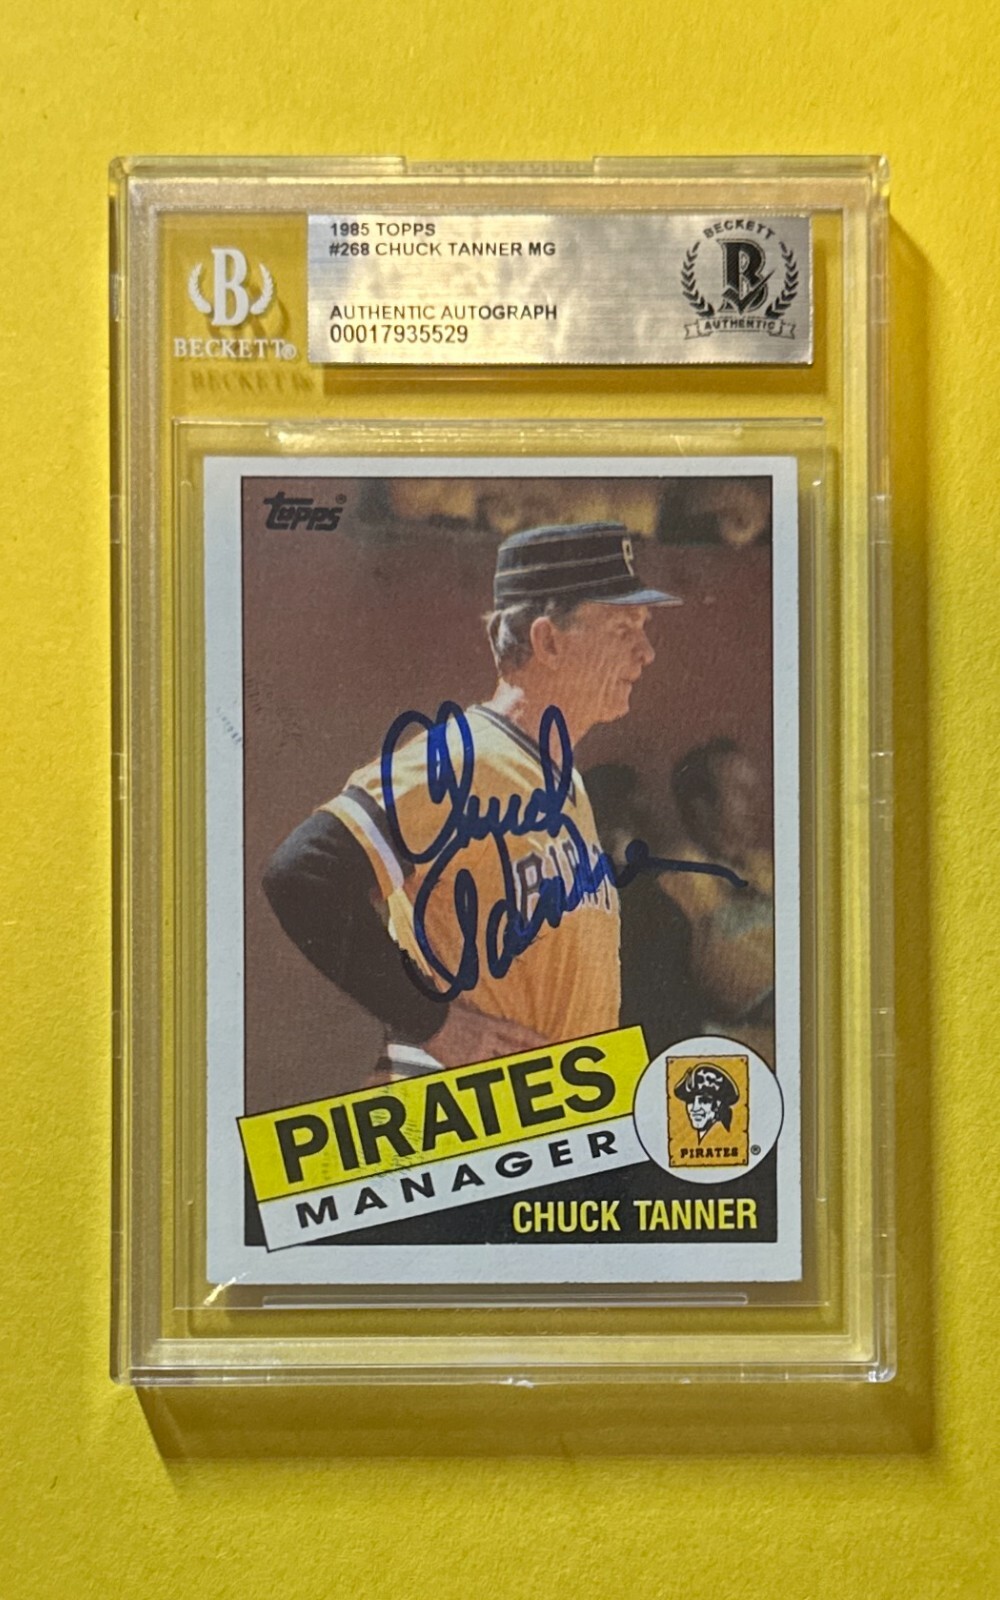 1985 TOPPS
#268 CHUCK TANNER MG
AUTHENTIC AUTOGRAPH
00017935529
B
BECKETT®
BECKETT
B
AUTHENTIC
topps®
P
Chuck
Tanner
PIRATES
MANAGER
PIRATES®
CHUCK TANNER